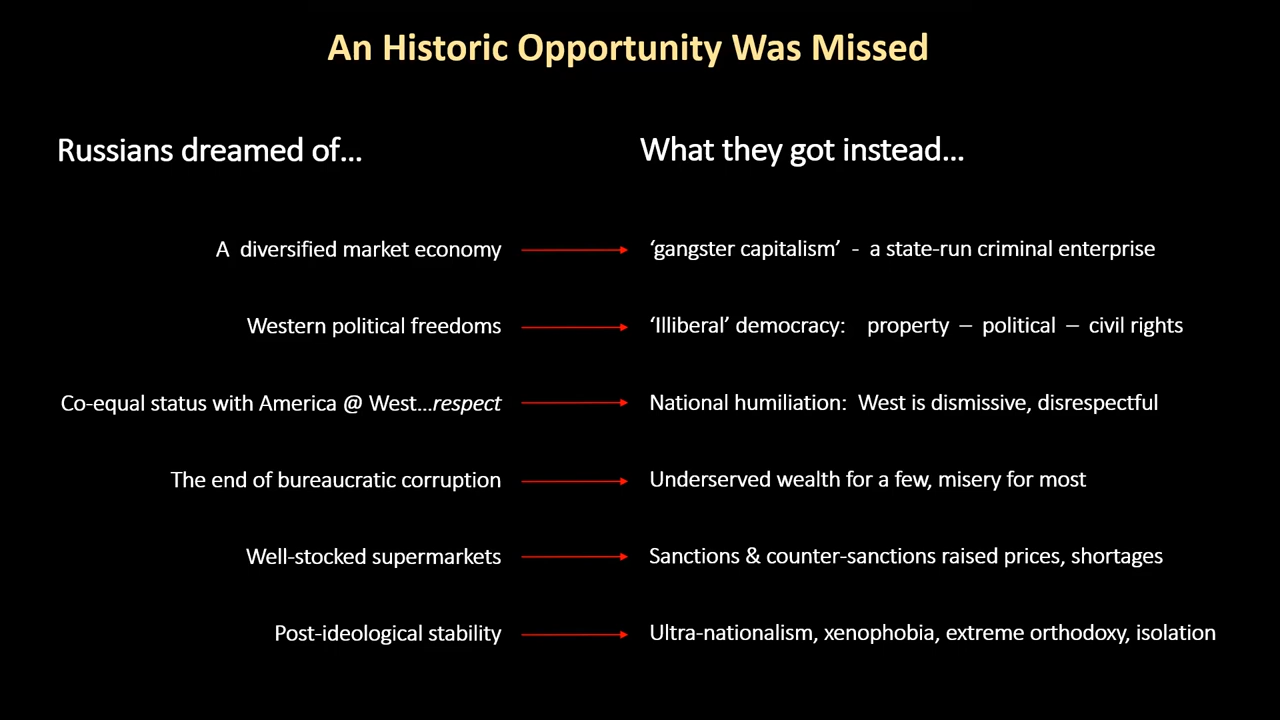 An Historic Opportunity Was Missed
Russians dreamed of...
What they got instead...
A  diversified market economy
‘gangster capitalism’  -  a state-run criminal enterprise
Western political freedoms
‘Illiberal’ democracy:   property  –  political  –  civil rights
Co-equal status with America @ West...respect
National humiliation:  West is dismissive, disrespectful
The end of bureaucratic corruption
Underserved wealth for a few, misery for most
Well-stocked supermarkets
Sanctions & counter-sanctions raised prices, shortages
Post-ideological stability
Ultra-nationalism, xenophobia, extreme orthodoxy, isolation